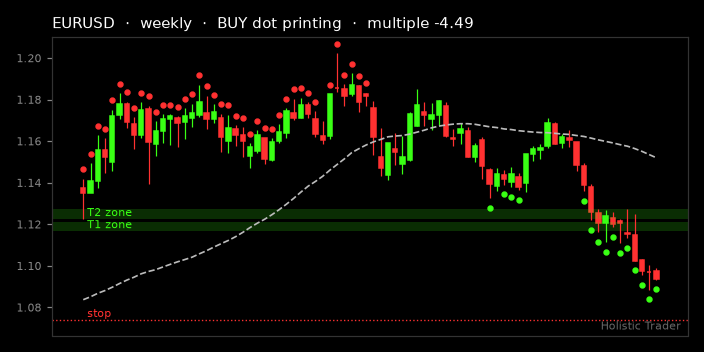 EURUSD · weekly · BUY dot printing · multiple -4.49
1.20
1.18
1.16
1.14
1.12
1.10
1.08
T2 zone
T1 zone
stop
Holistic Trader